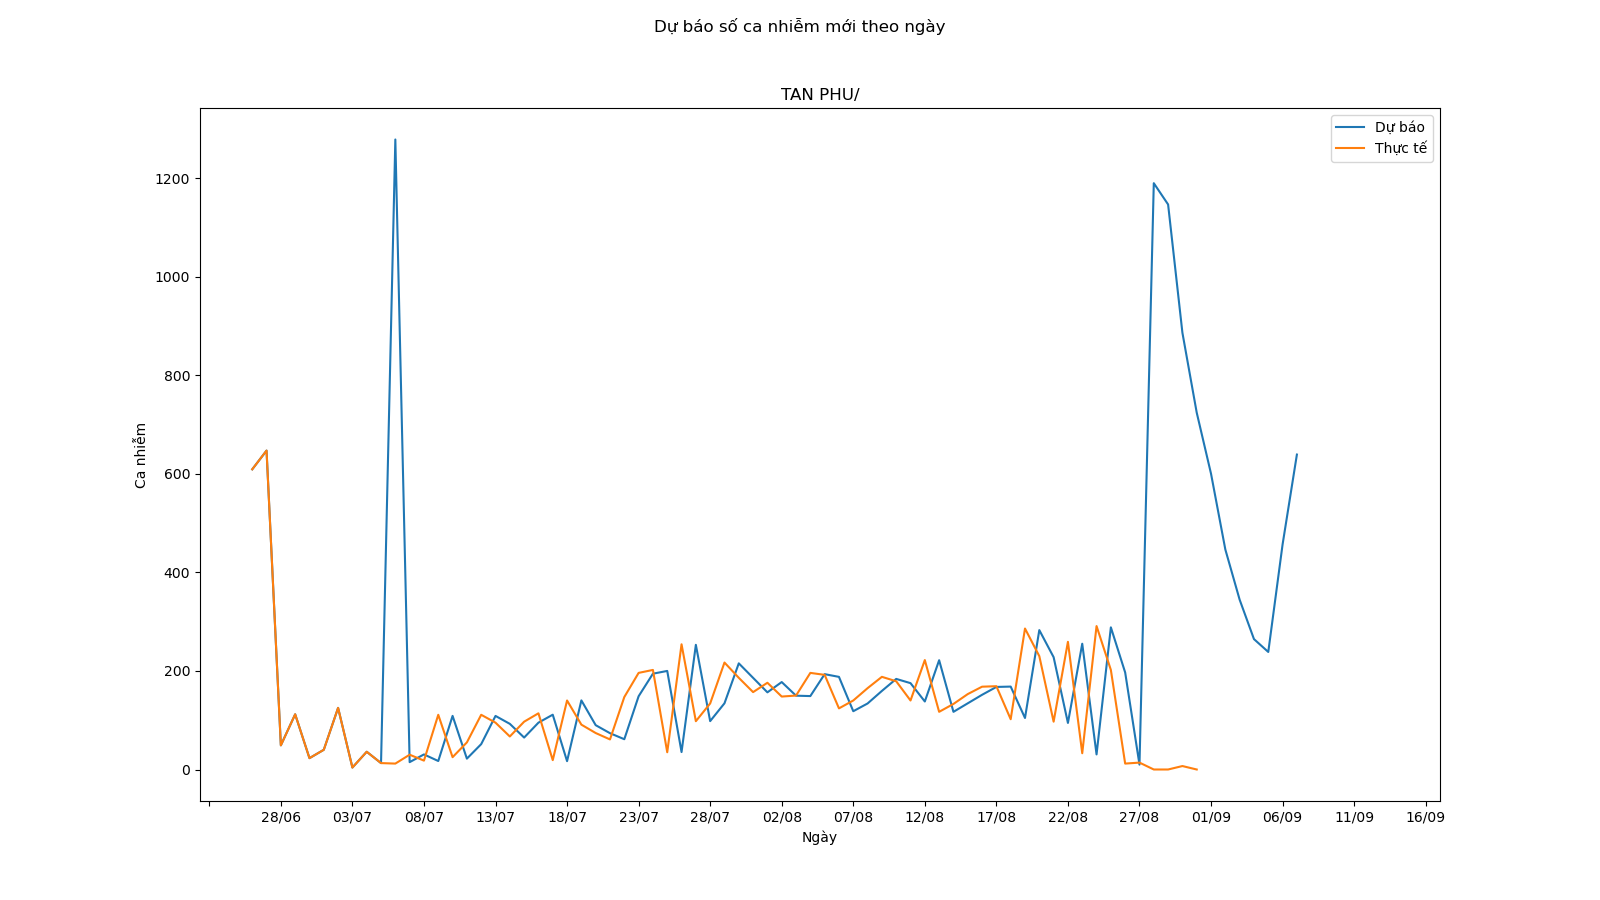 Dự báo số ca nhiễm mới theo ngày
TAN PHU/
Dự báo
Thực tế
1200
1000
800
600
400
200
0
Ca nhiễm
28/06 03/07 08/07 13/07 18/07 23/07 28/07 02/08 07/08 12/08 17/08 22/08 27/08 01/09 06/09 11/09 16/09
Ngày